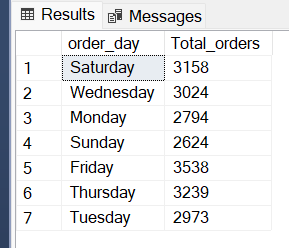 Results Messages
order_day Total_orders
1 Saturday 3158
2 Wednesday 3024
3 Monday 2794
4 Sunday 2624
5 Friday 3538
6 Thursday 3239
7 Tuesday 2973